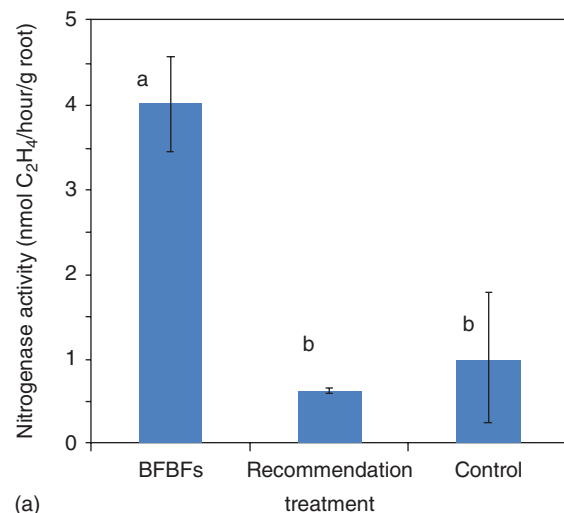 Nitrogenase activity (nmol C₂H₄/hour/g root)
5
4
3
2
1
0
a
b
b
BFBFs Recommendation Control
(a) treatment